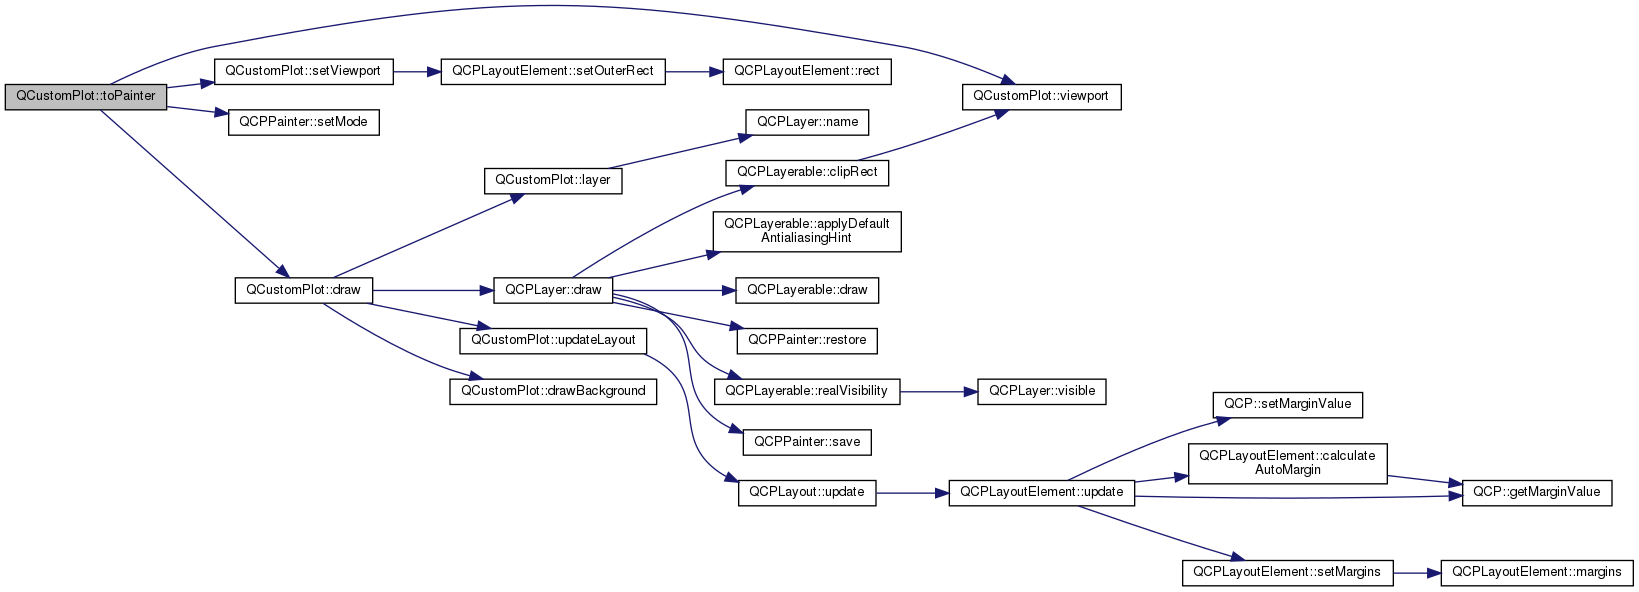 QCustomPlot::toPainter
QCustomPlot::setViewport
QCPLayoutElement::setOuterRect
QCPLayoutElement::rect
QCustomPlot::viewport
QCPPainter::setMode
QCPLayer::name
QCustomPlot::layer
QCPLayerable::clipRect
QCPLayerable::applyDefault
AntialiasingHint
QCustomPlot::draw
QCPLayer::draw
QCPLayerable::draw
QCustomPlot::updateLayout
QCPPainter::restore
QCustomPlot::drawBackground
QCPLayerable::realVisibility
QCPLayer::visible
QCPPainter::save
QCPLayout::update
QCPLayoutElement::update
QCP::setMarginValue
QCPLayoutElement::calculate
AutoMargin
QCP::getMarginValue
QCPLayoutElement::setMargins
QCPLayoutElement::margins